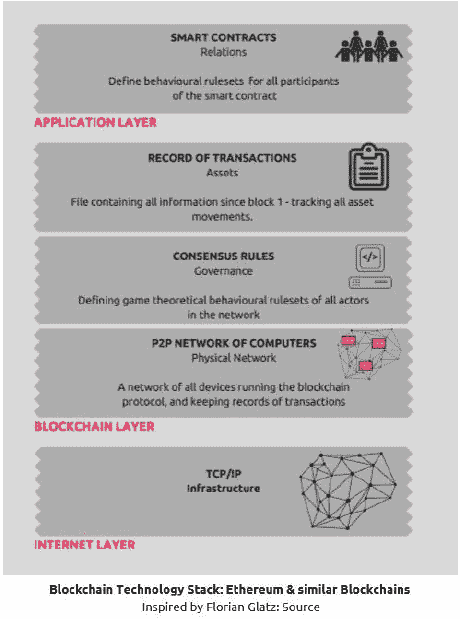 SMART CONTRACTS
Relations
Define behavioural rulesets for all participants
of the smart contract
APPLICATION LAYER
RECORD OF TRANSACTIONS
Assets
File containing all information since block 1 - tracking all asset
movements.
CONSENSUS RULES
Governance
</>
Defining game theoretical behavioural rulesets of all actors
in the network
P2P NETWORK OF COMPUTERS
Physical Network
A network of all devices running the blockchain
protocol, and keeping records of transactions
BLOCKCHAIN LAYER
TCP/IP
Infrastructure
INTERNET LAYER
Blockchain Technology Stack: Ethereum & similar Blockchains
Inspired by Florian Glatz: Source